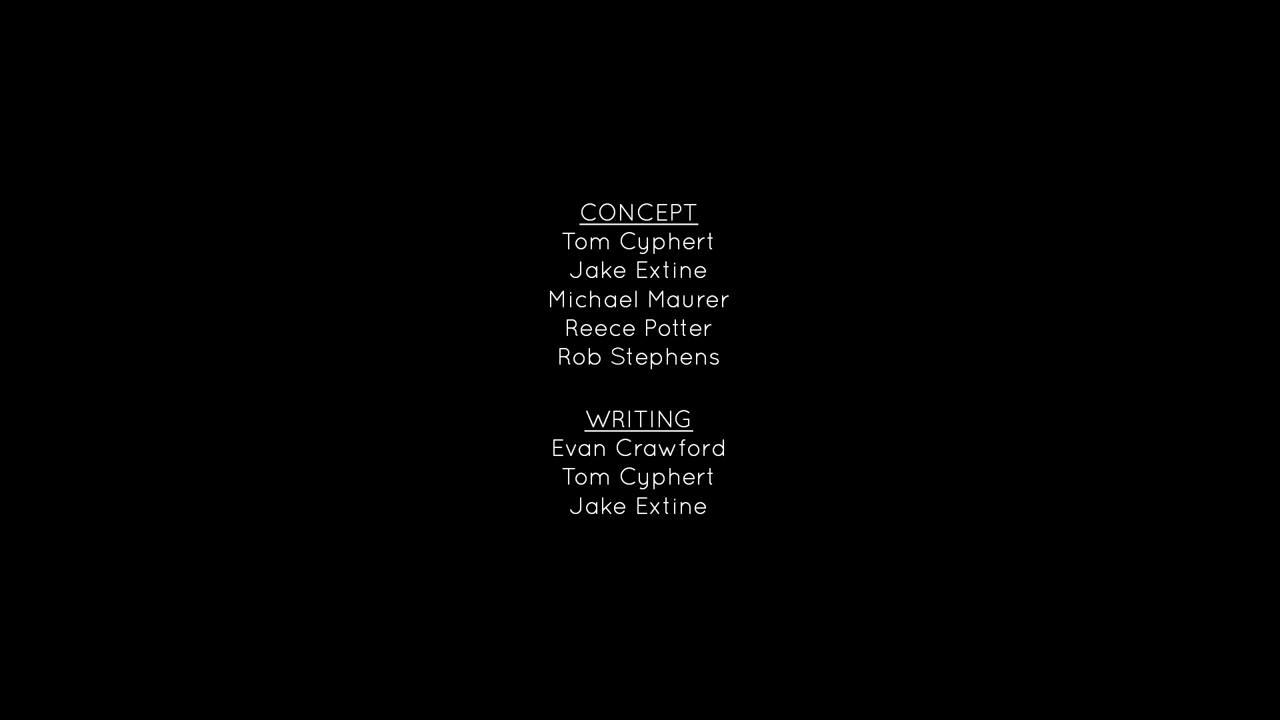 CONCEPT
Tom Cyphert
Jake Extine
Michael Maurer
Reece Potter
Rob Stephens
WRITING
Evan Crawford
Tom Cyphert
Jake Extine